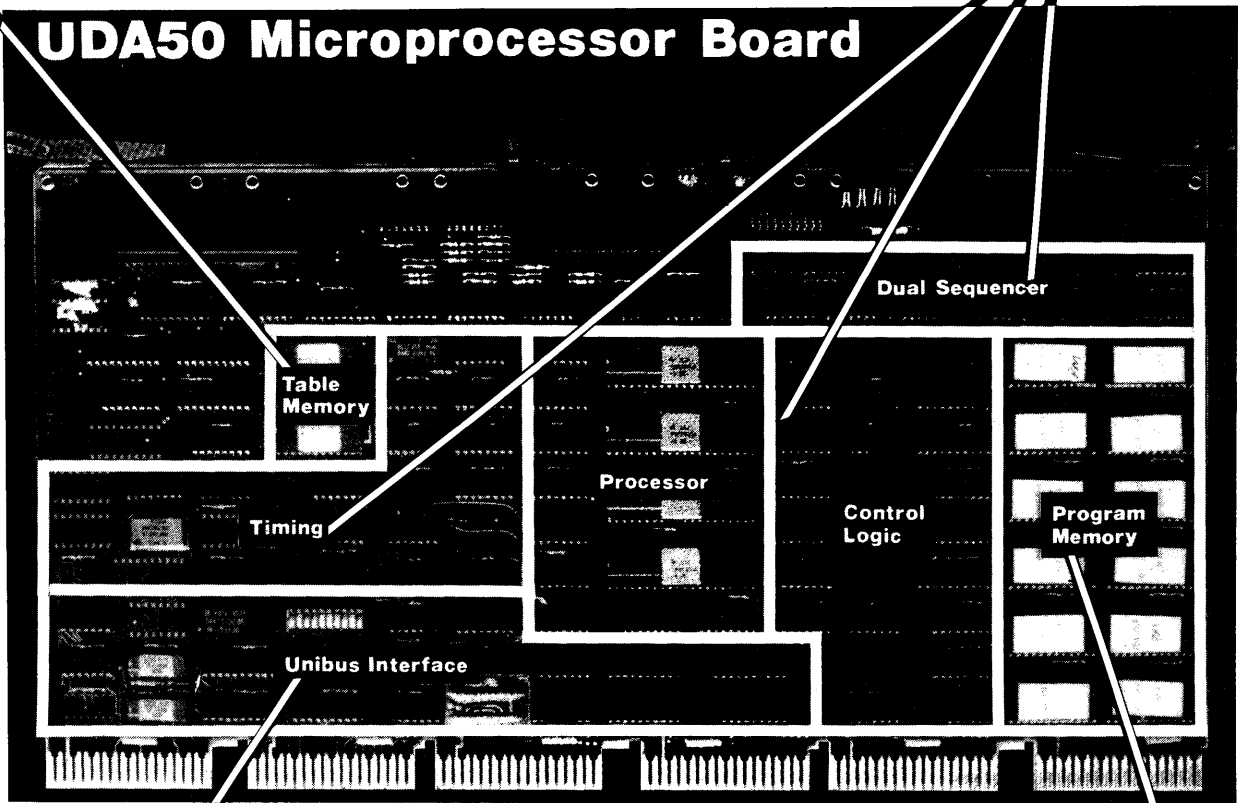 UDA50 Microprocessor Board
Dual Sequencer
Table
Memory
Processor
Timing
Control
Logic
Program
Memory
Unibus Interface